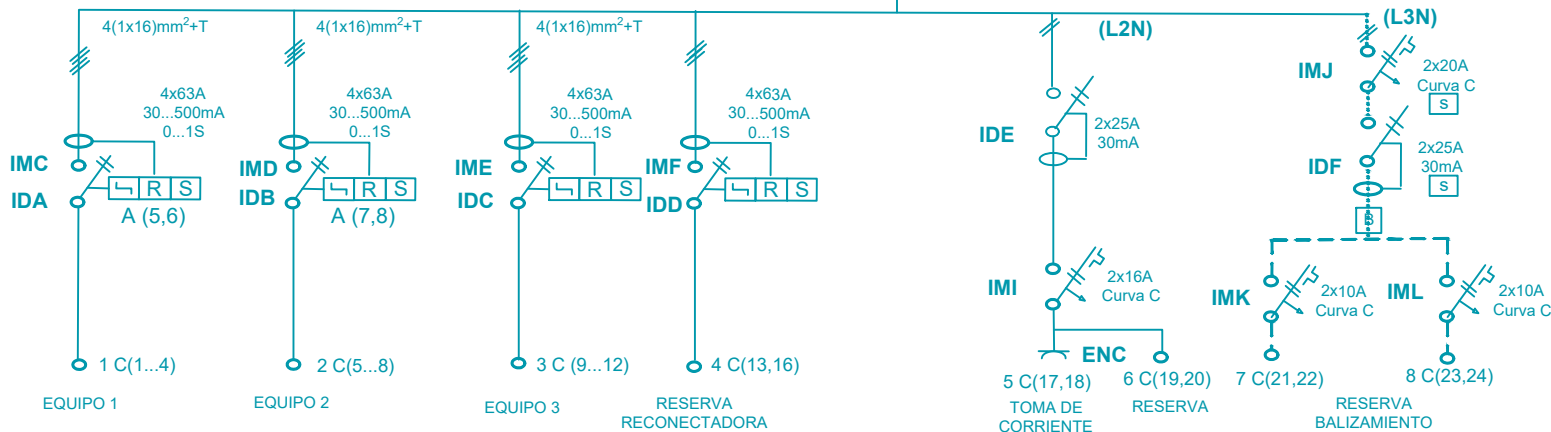 4(1x16)mm²+T
4(1x16)mm²+T
4(1x16)mm²+T
(L2N)
(L3N)
4x63A
30...500mA
0...1S
4x63A
30...500mA
0...1S
4x63A
30...500mA
0...1S
4x63A
30...500mA
0...1S
IMJ
2x20A
Curva C
S
IDE
2x25A
30mA
IDF
2x25A
30mA
S
B
IMC
IDA
R S
A (5,6)
IMD
IDB
R S
A (7,8)
IME
IDC
R S
IMF
IDD
R S
IMI
2x16A
Curva C
IMK
2x10A
Curva C
IML
2x10A
Curva C
ENC
1 C(1...4)
2 C(5...8)
3 C (9...12)
4 C(13,16)
5 C(17,18)
6 C(19,20)
7 C(21,22)
8 C(23,24)
EQUIPO 1
EQUIPO 2
EQUIPO 3
RESERVA
RECONECTADORA
TOMA DE
CORRIENTE
RESERVA
RESERVA
BALIZAMIENTO